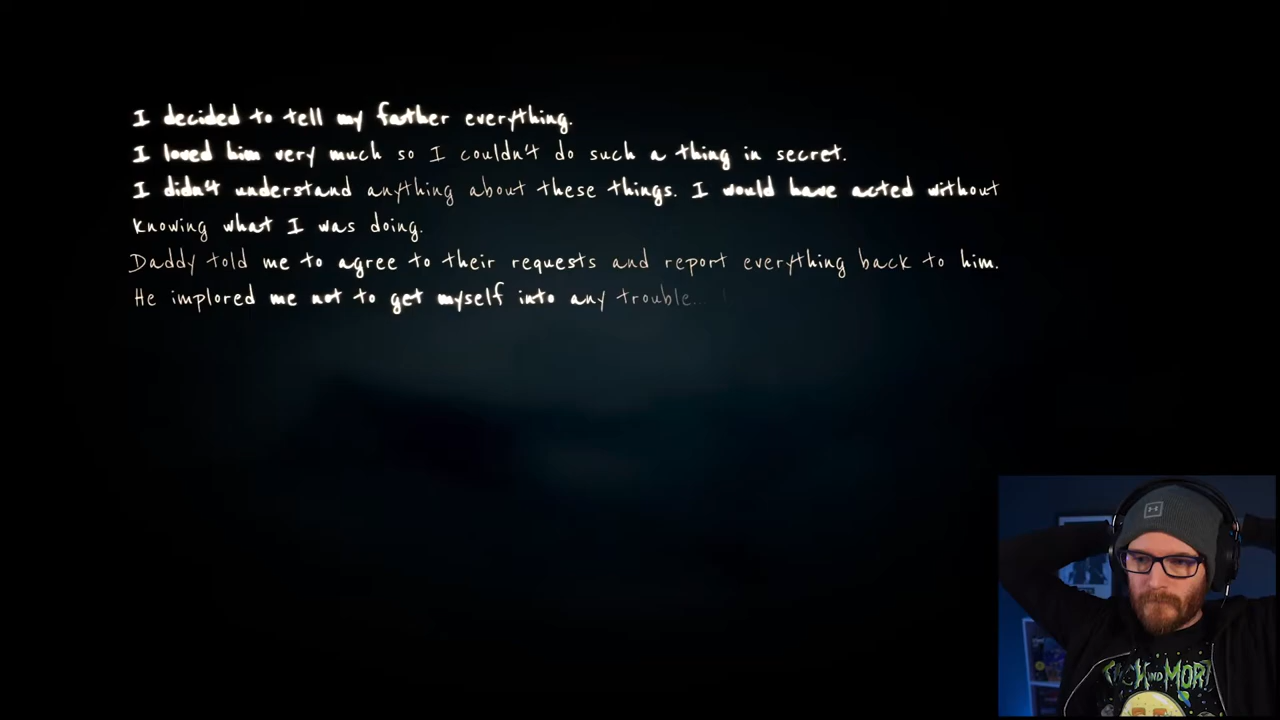 I decided to tell my father everything.
I loved him very much so I couldn't do such a thing in secret.
I didn't understand anything about these things. I would have acted without
knowing what I was doing.
Daddy told me to agree to their requests and report everything back to him.
He implored me not to get myself into any trouble...